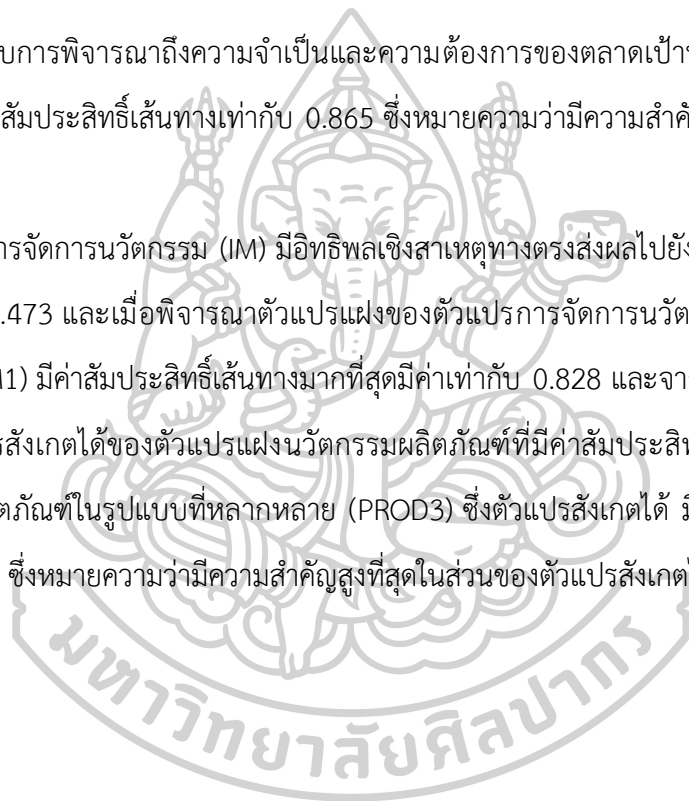 บการพิจารณาถึงความจำเป็นและความต้องการของตลาดเป้า
สัมประสิทธิ์เส้นทางเท่ากับ 0.865 ซึ่งหมายความว่ามีความสำคั
ารจัดการนวัตกรรม (IM) มีอิทธิพลเชิงสาเหตุทางตรงส่งผลไปยัง
.473 และเมื่อพิจารณาตัวแปรแฝงของตัวแปรการจัดการนวัต
M1) มีค่าสัมประสิทธิ์เส้นทางมากที่สุดมีค่าเท่ากับ 0.828 และจา
รสังเกตได้ของตัวแปรแฝงนวัตกรรมผลิตภัณฑ์ที่มีค่าสัมประสิท
ตภัณฑ์ในรูปแบบที่หลากหลาย (PROD3) ซึ่งตัวแปรสังเกตได้ มี
ซึ่งหมายความว่ามีความสำคัญสูงที่สุดในส่วนของตัวแปรสังเกตไ
มหาวิทยาลัยศิลปากร